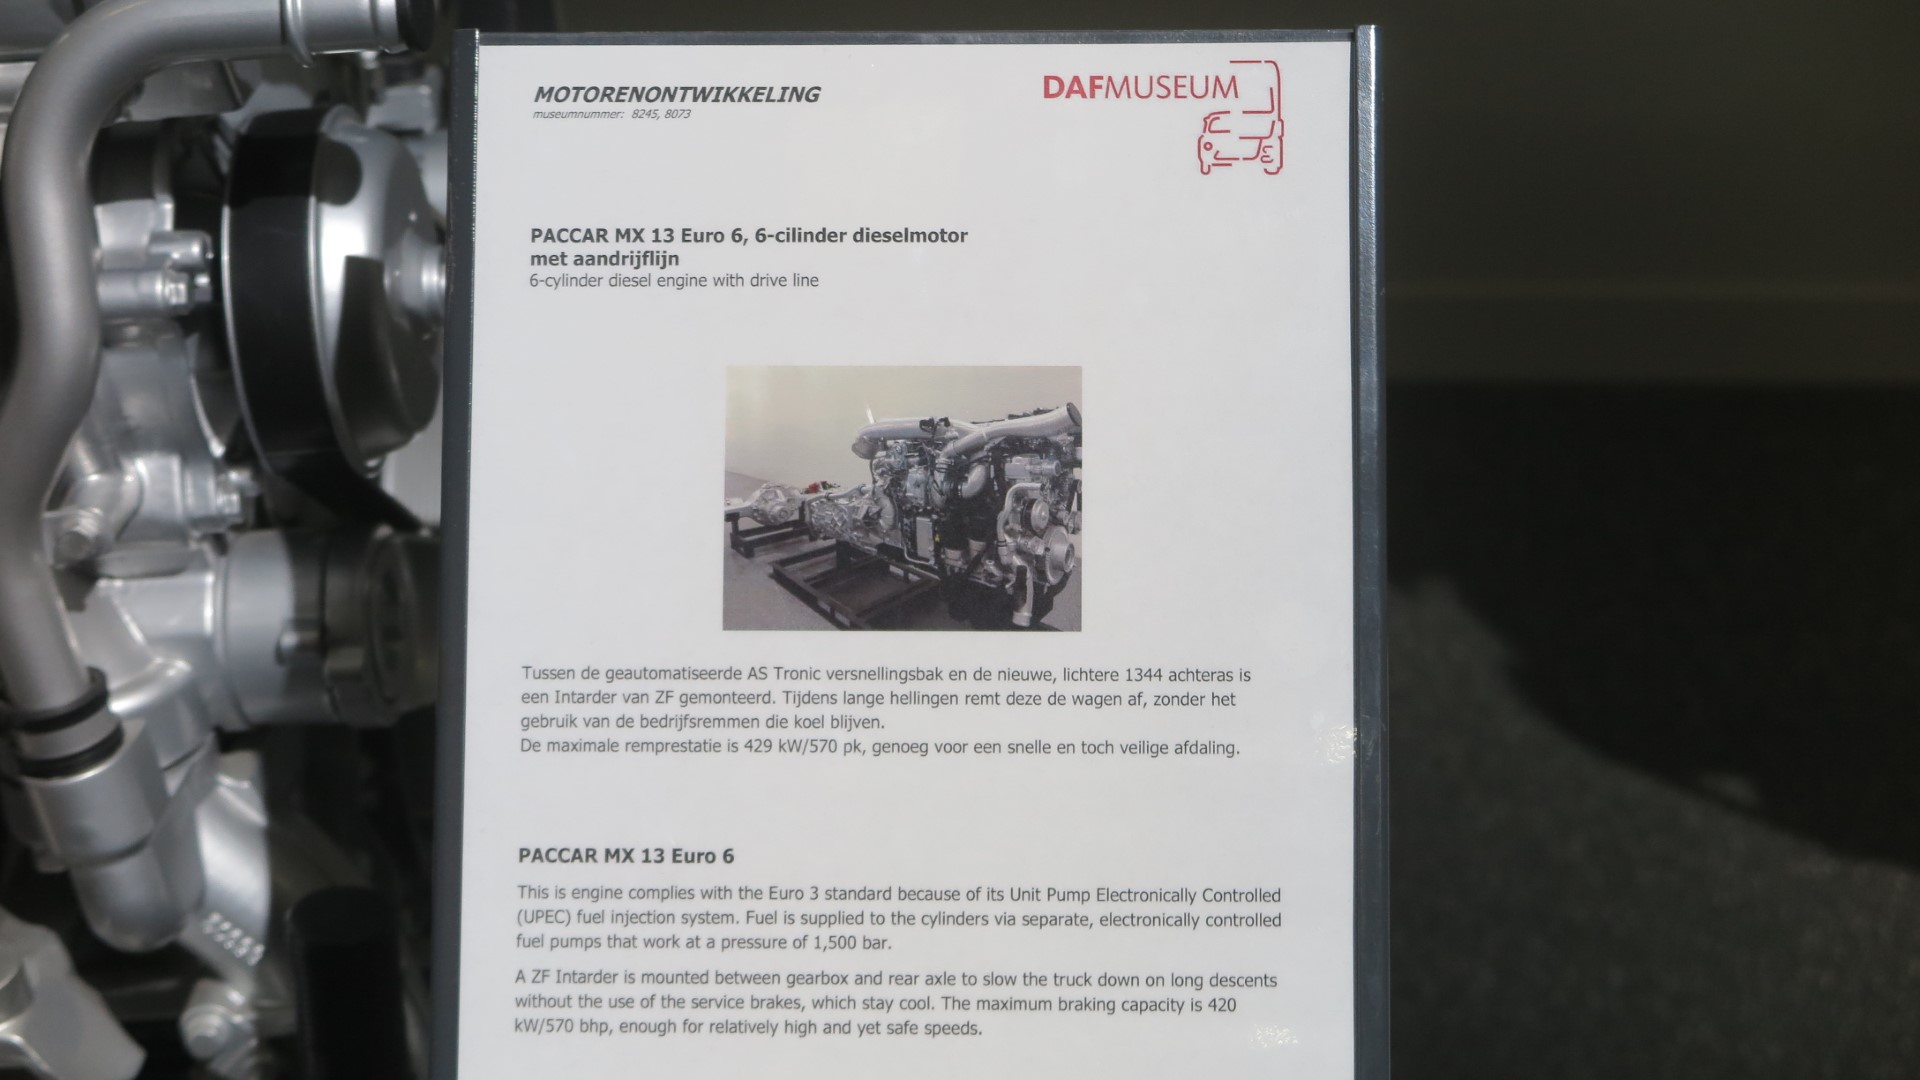 MOTORENONTWIKKELING
museumnummer: 8245, 8073
DAFMUSEUM
PACCAR MX 13 Euro 6, 6-cilinder dieselmotor
met aandrijflijn
6-cylinder diesel engine with drive line
Tussen de geautomatiseerde AS Tronic versnellingsbak en de nieuwe, lichtere 1344 achteras is
een Intarder van ZF gemonteerd. Tijdens lange hellingen remt deze de wagen af, zonder het
gebruik van de bedrijfsremmen die koel blijven.
De maximale remprestatie is 429 kW/570 pk, genoeg voor een snelle en toch veilige afdaling.
PACCAR MX 13 Euro 6
This is engine complies with the Euro 3 standard because of its Unit Pump Electronically Controlled
(UPEC) fuel injection system. Fuel is supplied to the cylinders via separate, electronically controlled
fuel pumps that work at a pressure of 1,500 bar.
A ZF Intarder is mounted between gearbox and rear axle to slow the truck down on long descents
without the use of the service brakes, which stay cool. The maximum braking capacity is 420
kW/570 bhp, enough for relatively high and yet safe speeds.